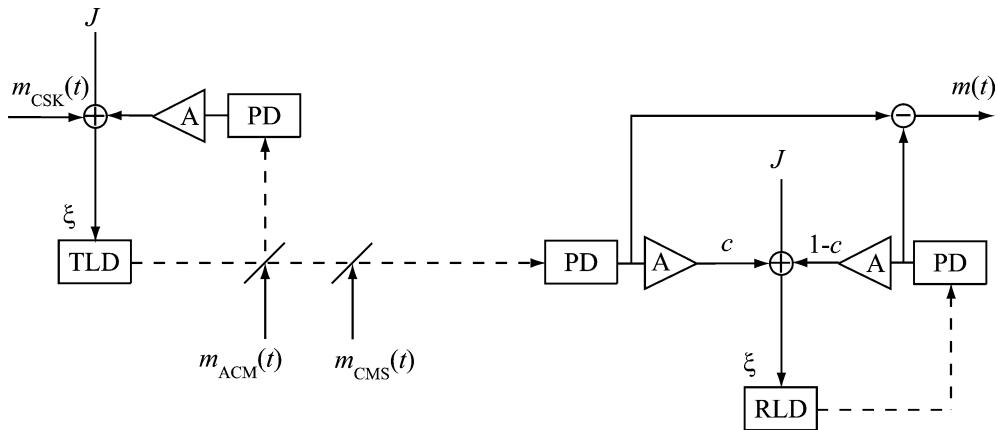 J
m_CSK(t)
A
PD
ξ
TLD
m_ACM(t)
m_CMS(t)
m(t)
J
PD
A
c
1-c
A
PD
ξ
RLD